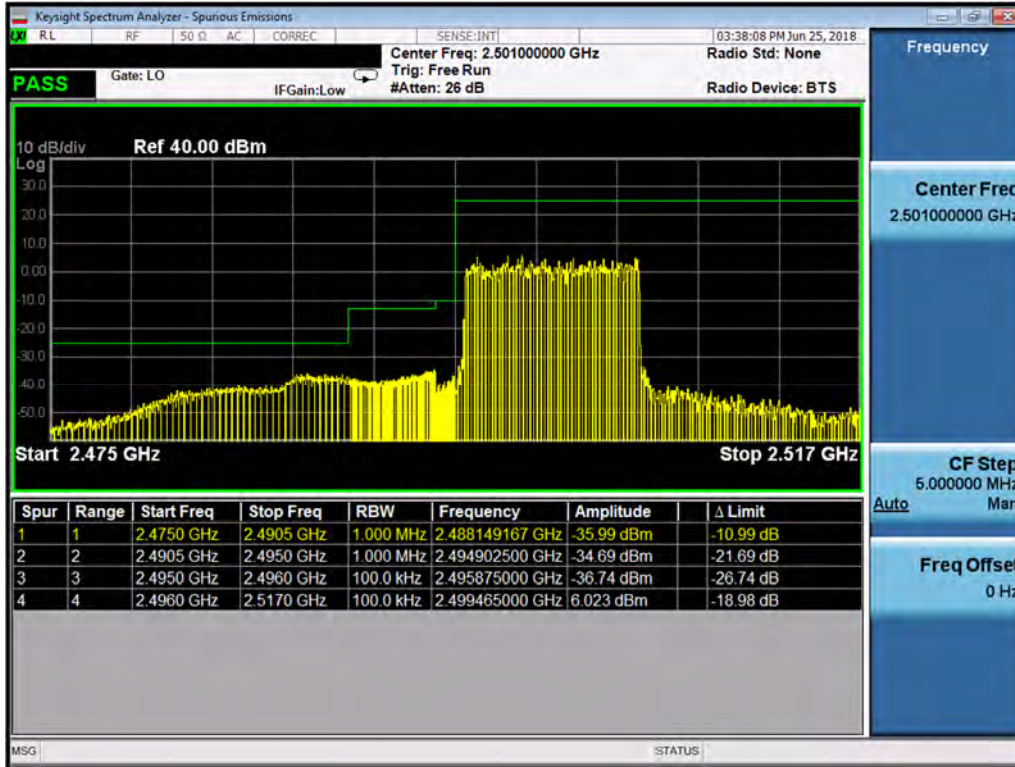 Keysight Spectrum Analyzer - Spurious Emissions
LXI RL RF 50 Ω AC CORREC SENSE:INT 03:38:08 PM Jun 25, 2018
Center Freq: 2.501000000 GHz Radio Std: None
PASS Gate: LO Trig: Free Run
IFGain:Low #Atten: 26 dB Radio Device: BTS
10 dB/div Ref 40.00 dBm
Log
30.0
20.0
10.0
0.00
-10.0
-20.0
-30.0
-40.0
-50.0
Start 2.475 GHz Stop 2.517 GHz
Spur Range Start Freq Stop Freq RBW Frequency Amplitude Δ Limit
1 1 2.4750 GHz 2.4905 GHz 1.000 MHz 2.488149167 GHz -35.99 dBm -10.99 dB
2 2 2.4905 GHz 2.4950 GHz 1.000 MHz 2.494902500 GHz -34.69 dBm -21.69 dB
3 3 2.4950 GHz 2.4960 GHz 100.0 kHz 2.495875000 GHz -36.74 dBm -26.74 dB
4 4 2.4960 GHz 2.5170 GHz 100.0 kHz 2.499465000 GHz 6.023 dBm -18.98 dB
MSG STATUS
Frequency
Center Freq
2.501000000 GHz
CF Step
5.000000 MHz
Auto Man
Freq Offset
0 Hz